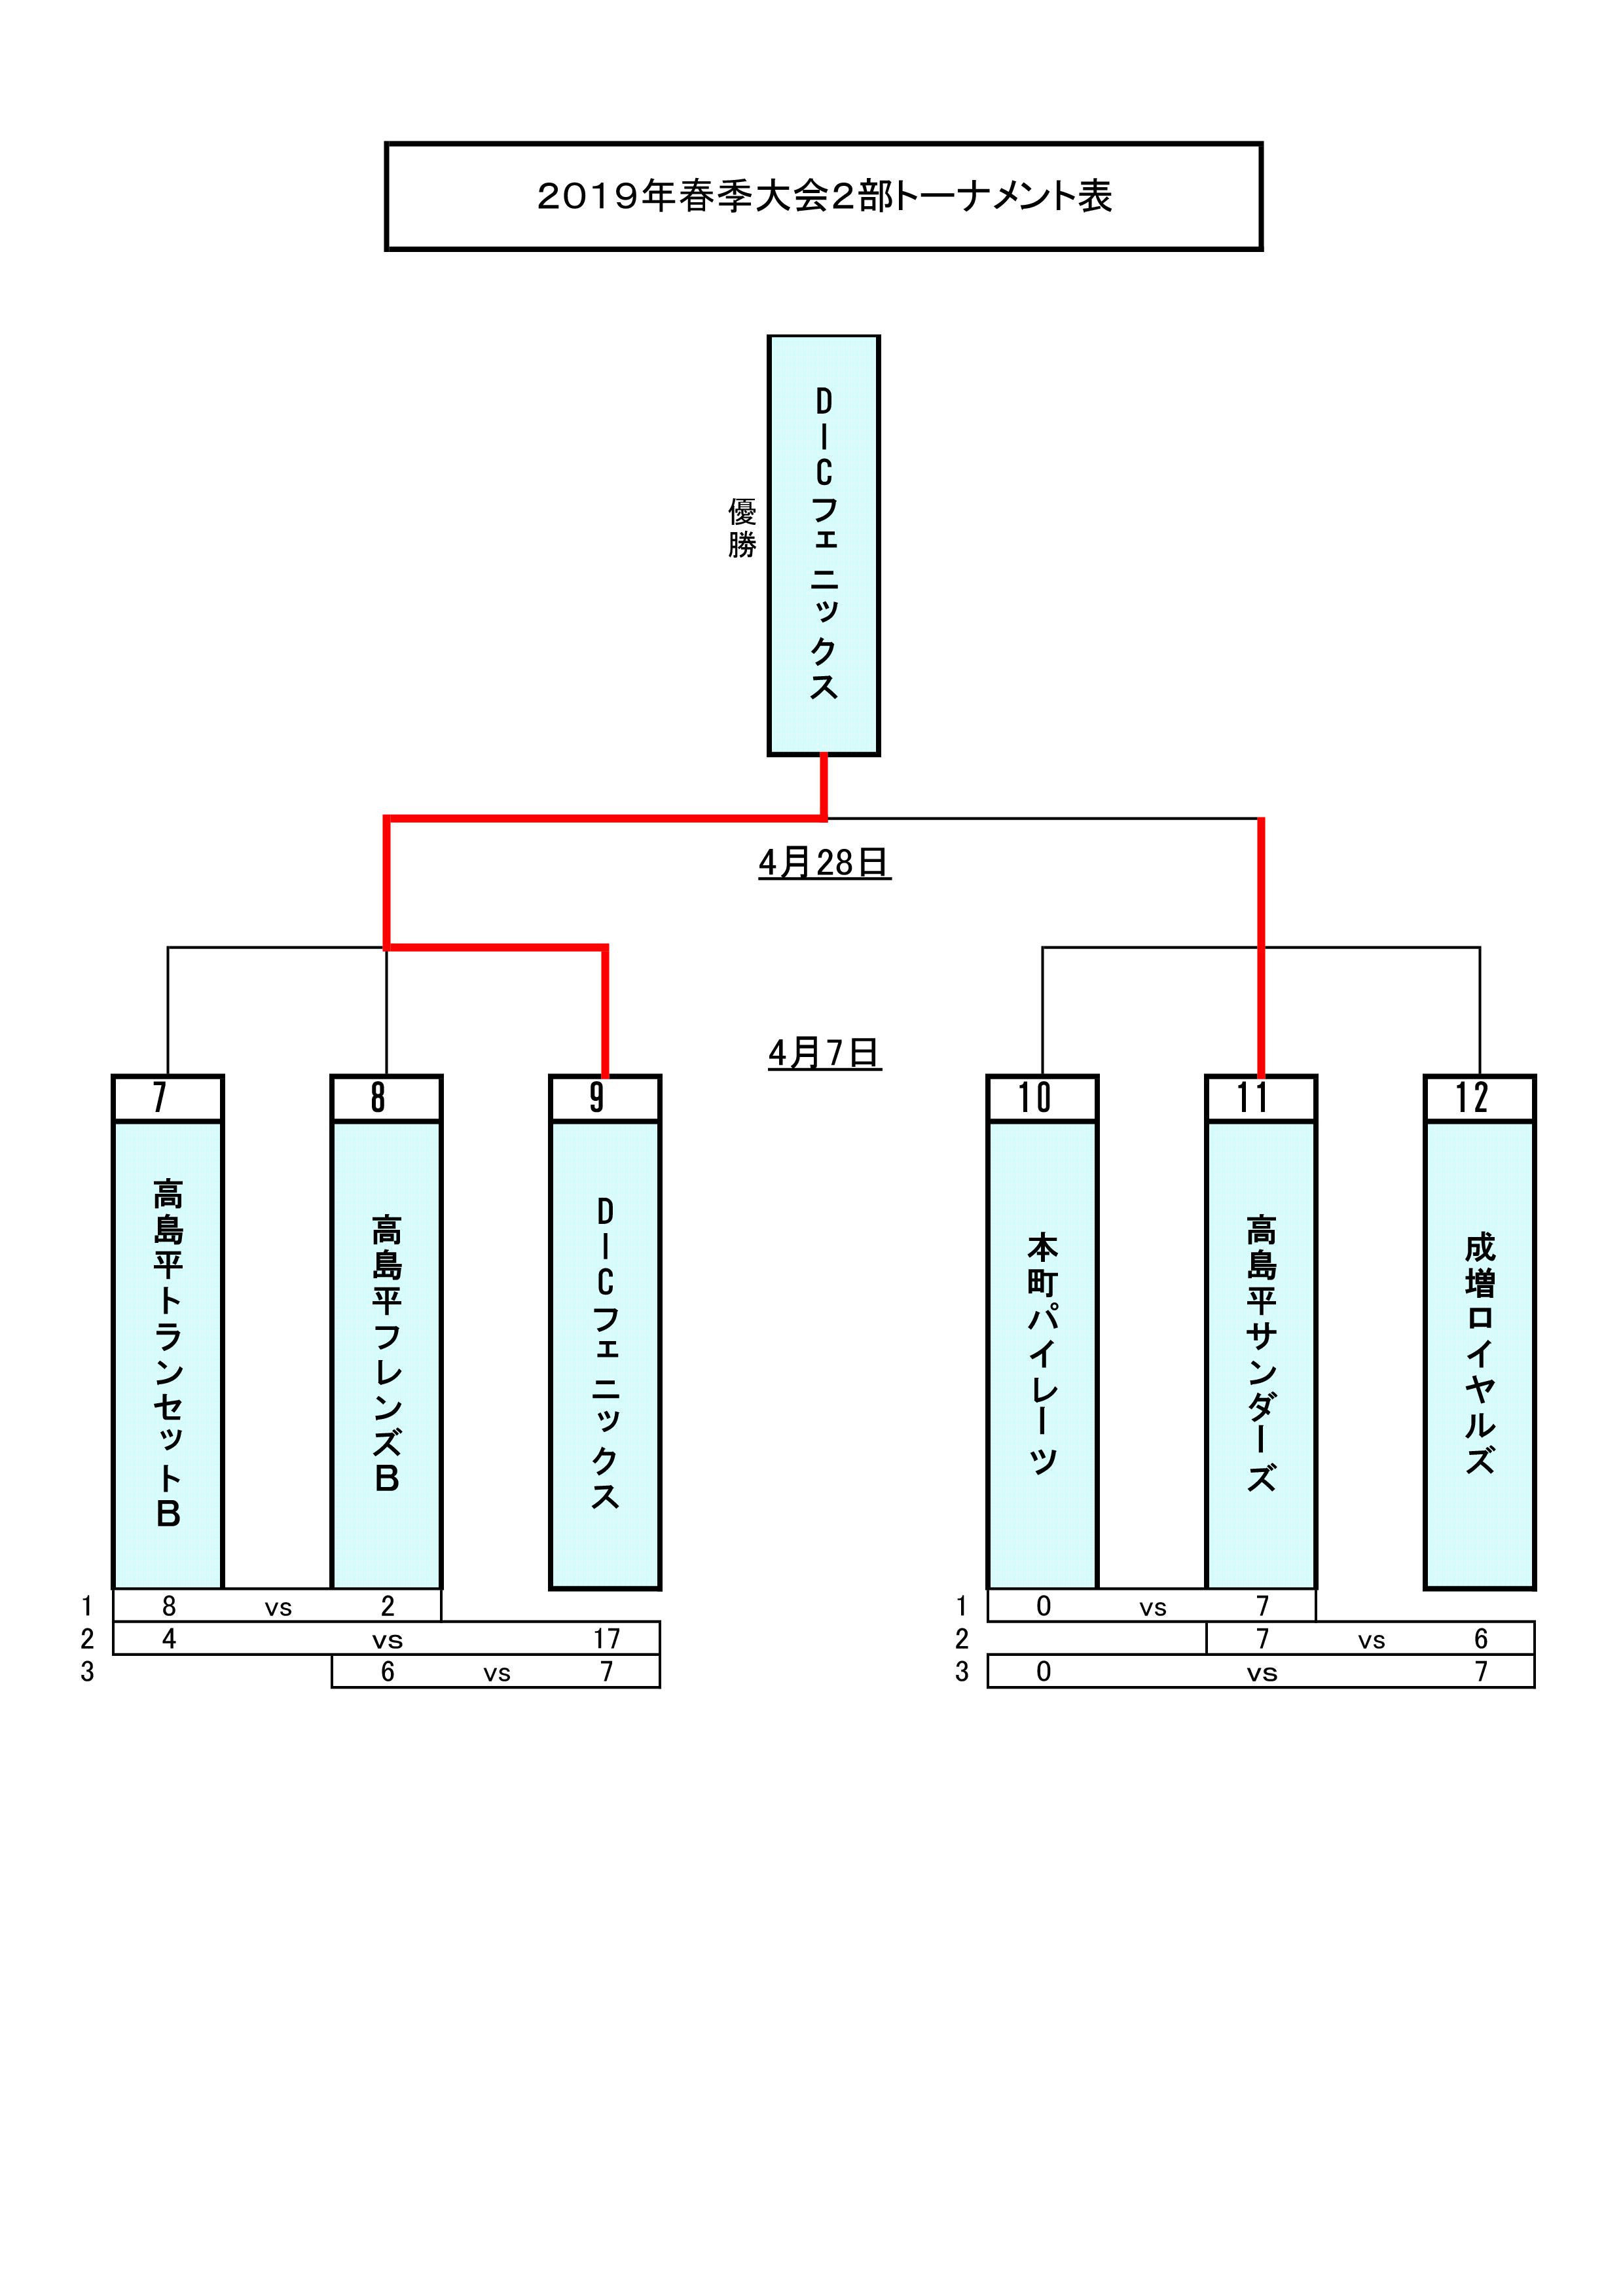 2019年春季大会2部トーナメント表
DICフェニックス
優勝
4月28日
4月7日
7
8
9
10
11
12
高島平トランセットB
高島平フレンズB
DICフェニックス
本町パイレーツ
高島平サンダーズ
成増ロイヤルズ
1 8 vs 2
2 4 vs 17
3 6 vs 7
1 0 vs 7
2 7 vs 6
3 0 vs 7